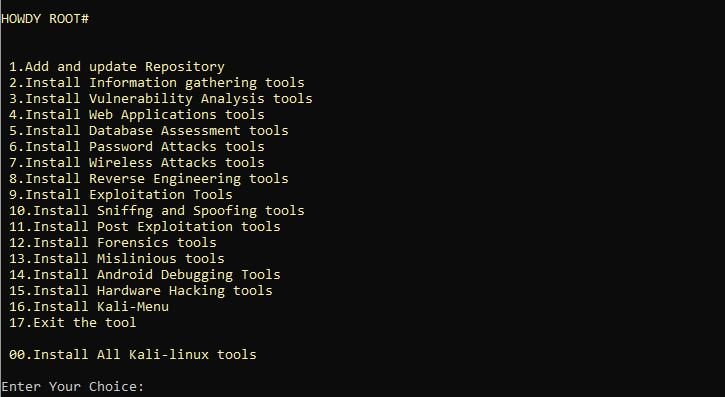 HOWDY ROOT#
1.Add and update Repository
2.Install Information gathering tools
3.Install Vulnerability Analysis tools
4.Install Web Applications tools
5.Install Database Assessment tools
6.Install Password Attacks tools
7.Install Wireless Attacks tools
8.Install Reverse Engineering tools
9.Install Exploitation Tools
10.Install Sniffng and Spoofing tools
11.Install Post Exploitation tools
12.Install Forensics tools
13.Install Mislinious tools
14.Install Android Debugging Tools
15.Install Hardware Hacking tools
16.Install Kali-Menu
17.Exit the tool
00.Install All Kali-linux tools
Enter Your Choice: